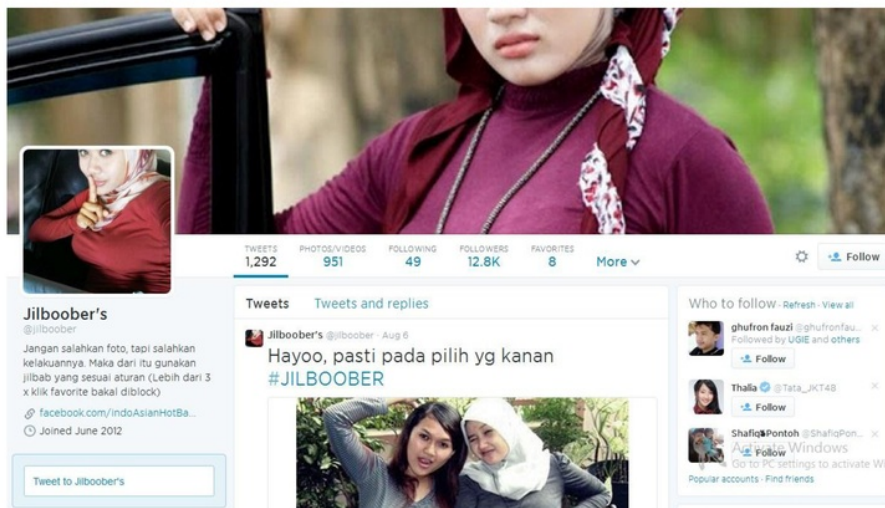 TWEETS PHOTOS/VIDEOS FOLLOWING FOLLOWERS FAVORITES
1,292 951 49 12.8K 8 More
Follow
Jilboober's
@jilboober
Jangan salahkan foto, tapi salahkan
kelakuannya. Maka dari itu gunakan
jilbab yang sesuai aturan (Lebih dari 3
x klik favorite bakal diblock)
facebook.com/indoAsianHotBa...
Joined June 2012
Tweet to Jilboober's
Tweets Tweets and replies
Jilboober's @jilboober · Aug 6
Hayoo, pasti pada pilih yg kanan
#JILBOOBER
Who to follow · Refresh · View all
ghufron fauzi @ghufronfau...
Followed by UGIE and others
Follow
Thalia @Tata_JKT48
Follow
Shafiq Pontoh @ShafiqPon...
Follow
Activate Windows
Go to PC settings to activate Wi
Popular accounts · Find friends